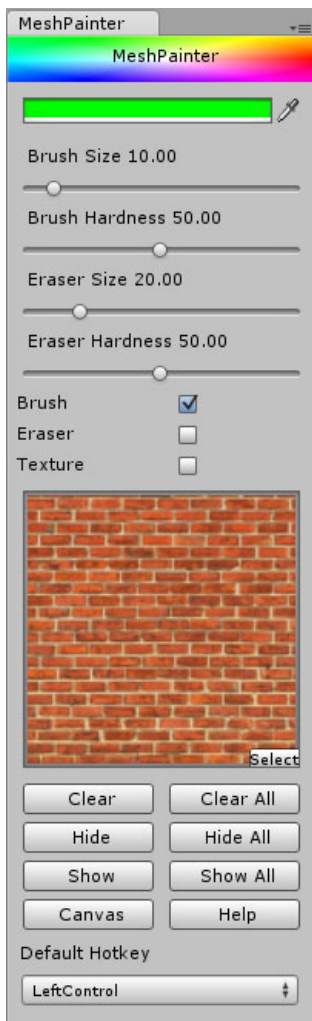 MeshPainter
MeshPainter
Brush Size 10.00
Brush Hardness 50.00
Eraser Size 20.00
Eraser Hardness 50.00
Brush
Eraser
Texture
Select
Clear Clear All
Hide Hide All
Show Show All
Canvas Help
Default Hotkey
LeftControl